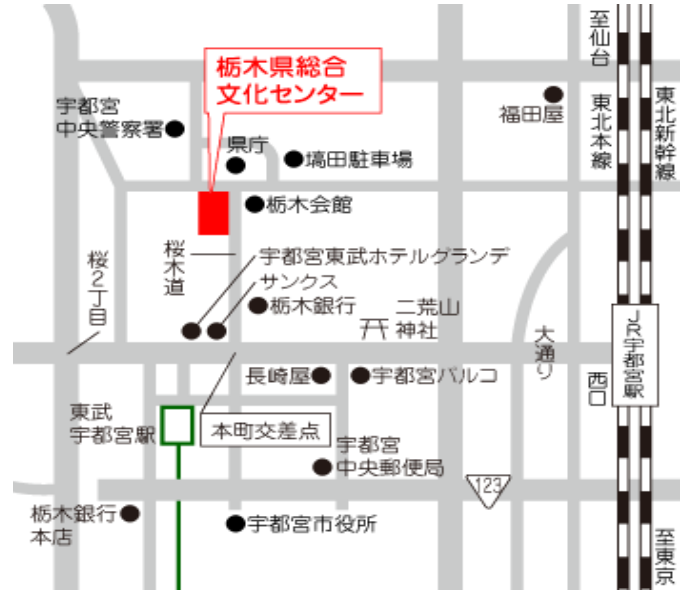 至仙台
栃木県総合
文化センター
福田屋
東北本線
東北新幹線
宇都宮
中央警察署
県庁
塙田駐車場
栃木会館
桜木道
宇都宮東武ホテルグランデ
サンクス
桜2丁目
栃木銀行
二荒山
神社
大通り
JR宇都宮駅
西口
長崎屋
宇都宮パルコ
東武
宇都宮駅
本町交差点
宇都宮
中央郵便局
123
栃木銀行
本店
宇都宮市役所
至東京